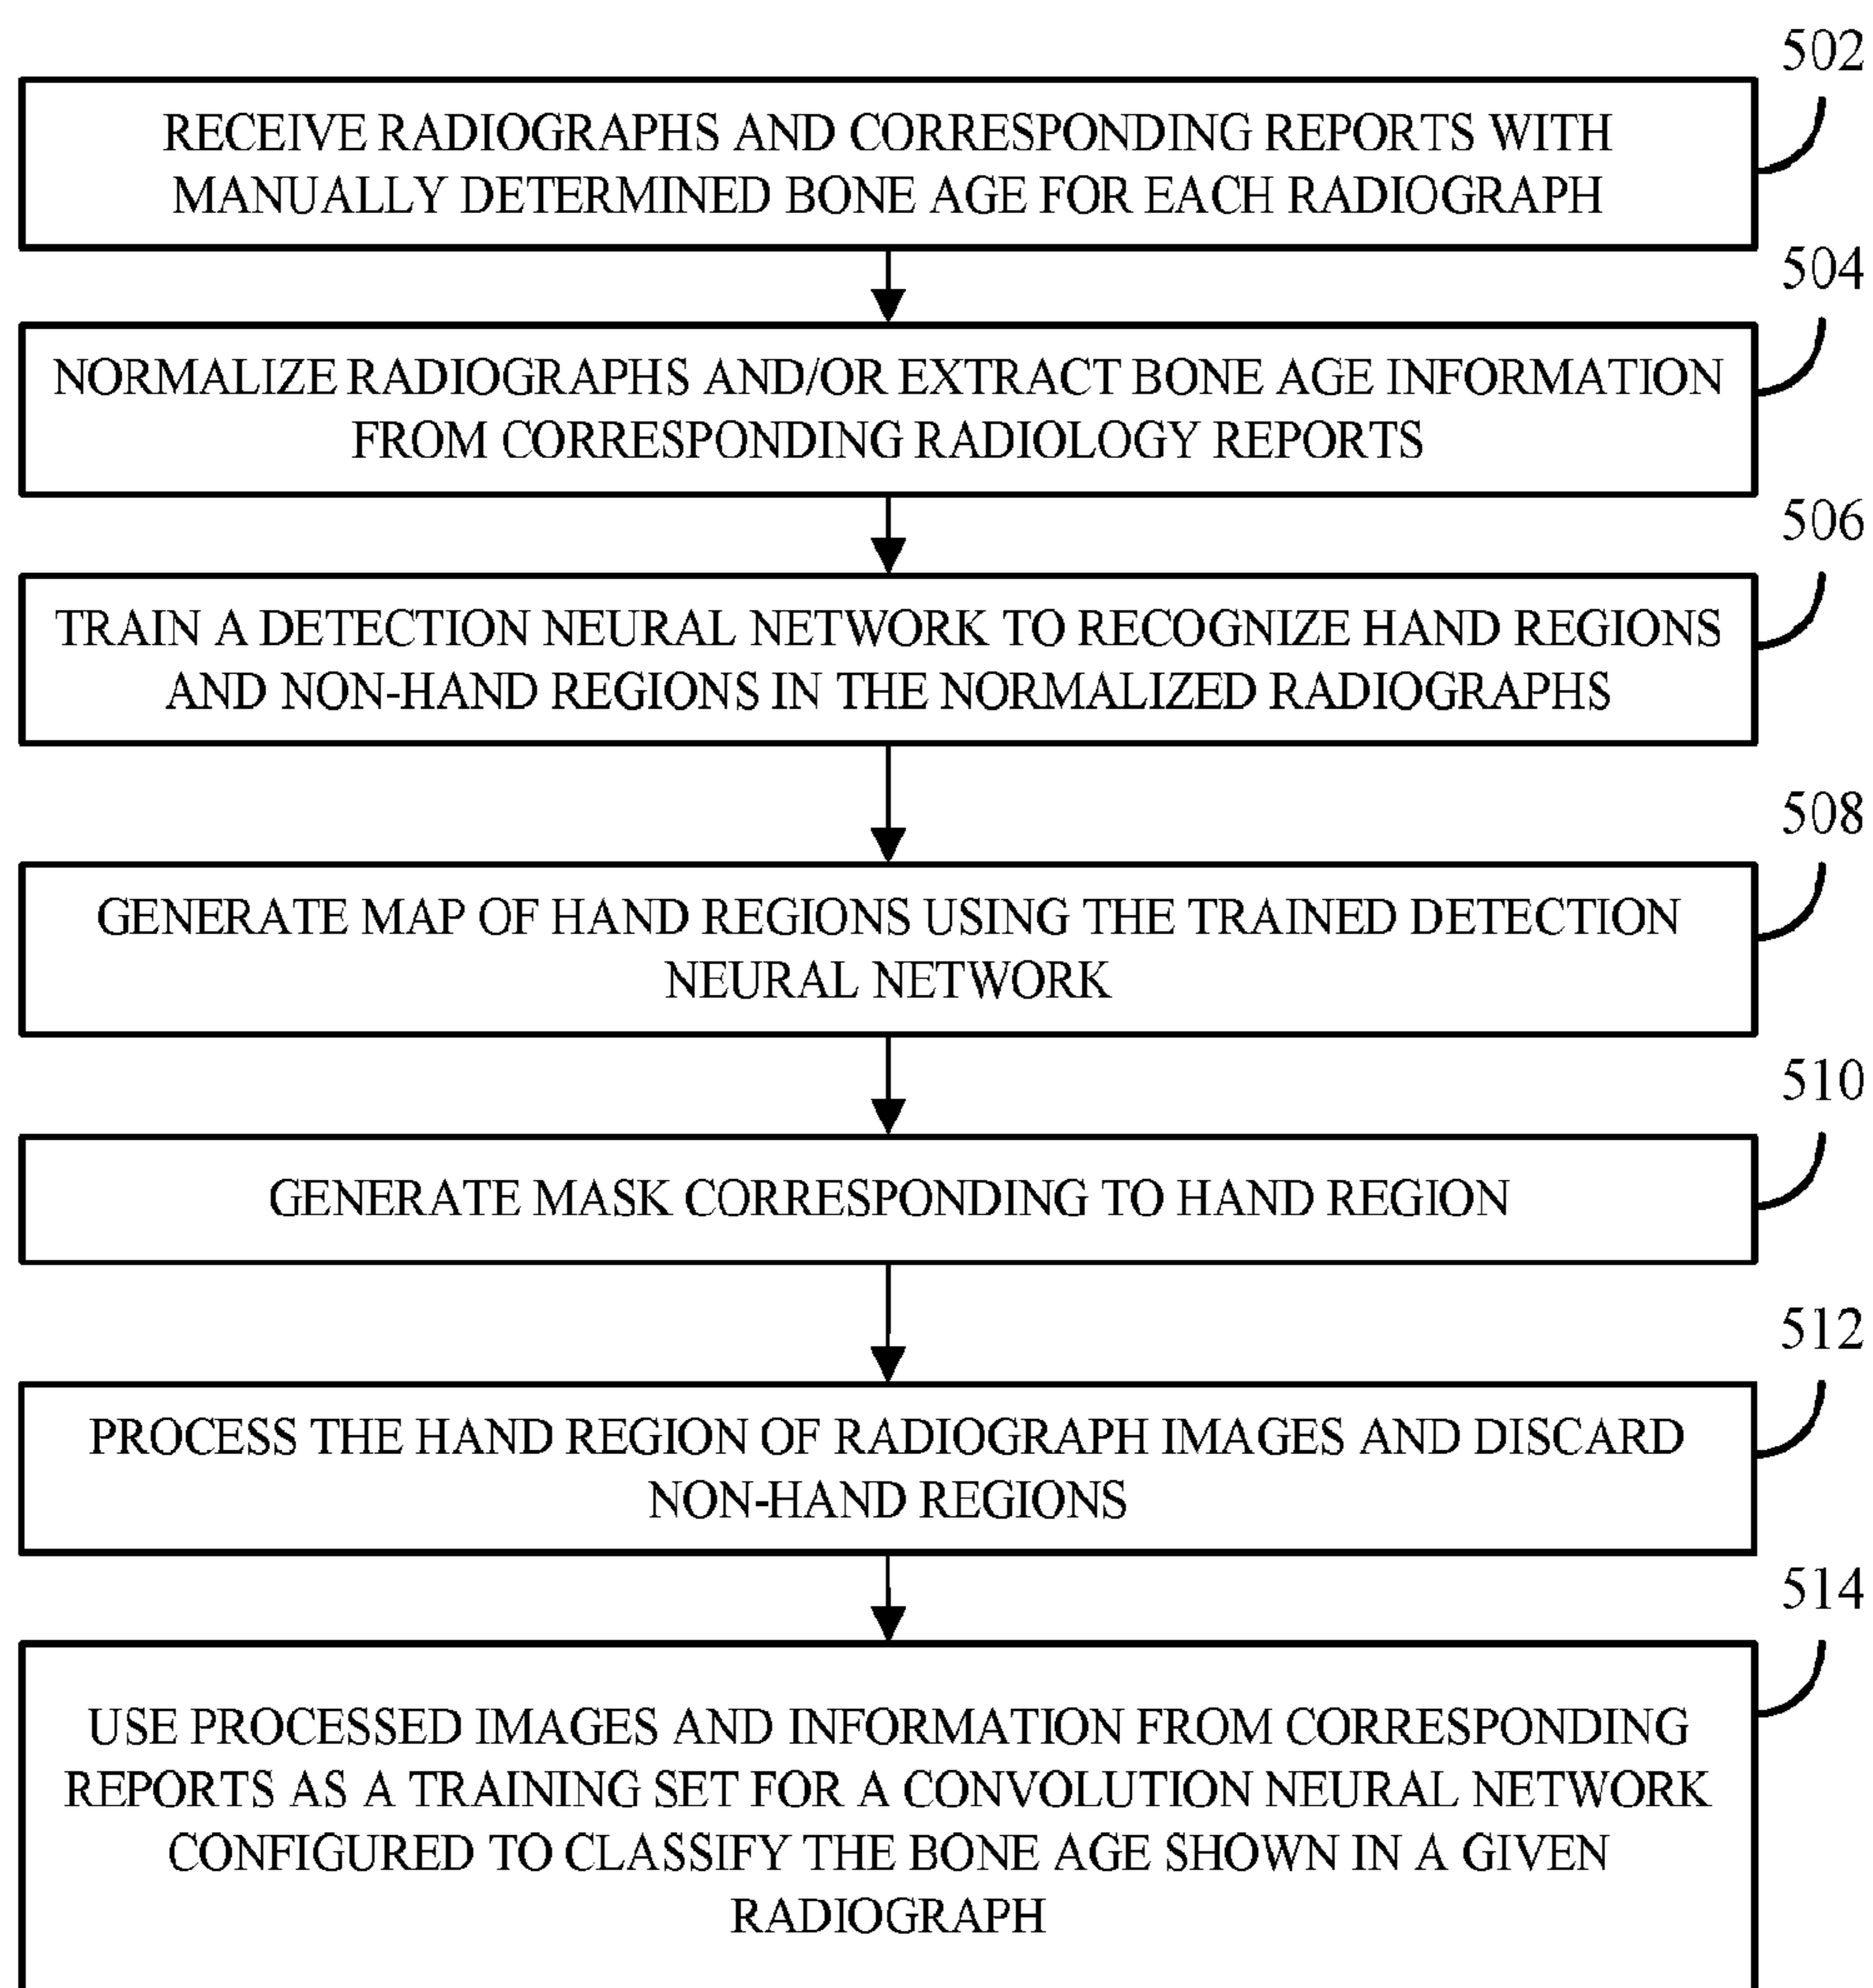 502
RECEIVE RADIOGRAPHS AND CORRESPONDING REPORTS WITH
MANUALLY DETERMINED BONE AGE FOR EACH RADIOGRAPH
504
NORMALIZE RADIOGRAPHS AND/OR EXTRACT BONE AGE INFORMATION
FROM CORRESPONDING RADIOLOGY REPORTS
506
TRAIN A DETECTION NEURAL NETWORK TO RECOGNIZE HAND REGIONS
AND NON-HAND REGIONS IN THE NORMALIZED RADIOGRAPHS
508
GENERATE MAP OF HAND REGIONS USING THE TRAINED DETECTION
NEURAL NETWORK
510
GENERATE MASK CORRESPONDING TO HAND REGION
512
PROCESS THE HAND REGION OF RADIOGRAPH IMAGES AND DISCARD
NON-HAND REGIONS
514
USE PROCESSED IMAGES AND INFORMATION FROM CORRESPONDING
REPORTS AS A TRAINING SET FOR A CONVOLUTION NEURAL NETWORK
CONFIGURED TO CLASSIFY THE BONE AGE SHOWN IN A GIVEN
RADIOGRAPH